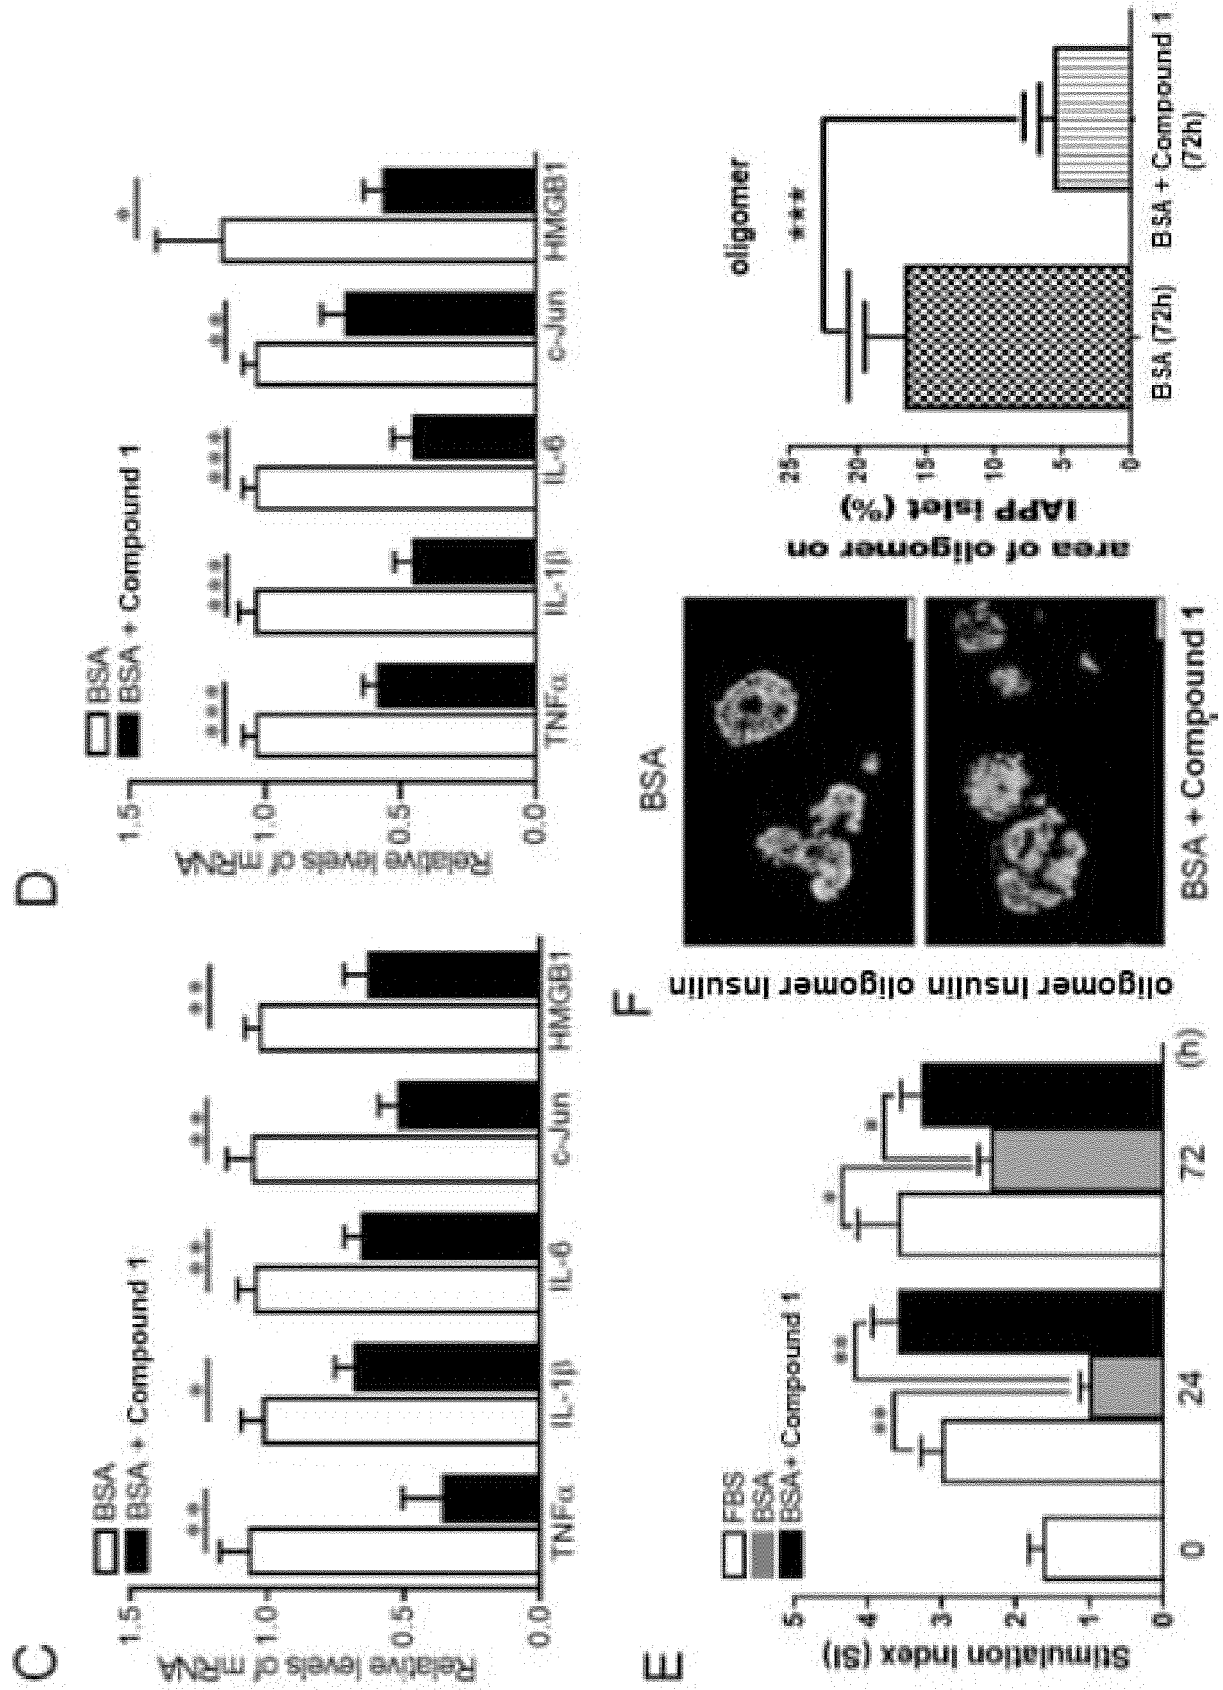 C
BSA
BSA + Compound 1
** * ** ** **
Relative levels of mRNA
1.5
1.0
0.5
0.0
TNFα IL-1β IL-6 c-Jun HMGB1
D
BSA
BSA + Compound 1
*** *** *** ** *
Relative levels of mRNA
1.5
1.0
0.5
0.0
TNFα IL-1β IL-6 c-Jun HMGB1
E
FBS
BSA
BSA+ Compound 1
** ** * *
Stimulation Index (SI)
5
4
3
2
1
0
0 24 72 (h)
F
BSA
oligomer Insulin
oligomer Insulin
BSA + Compound 1
oligomer
***
area of oligomer on
IAPP islet (%)
25
20
15
10
5
0
BSA (72h) BSA + Compound 1
(72h)